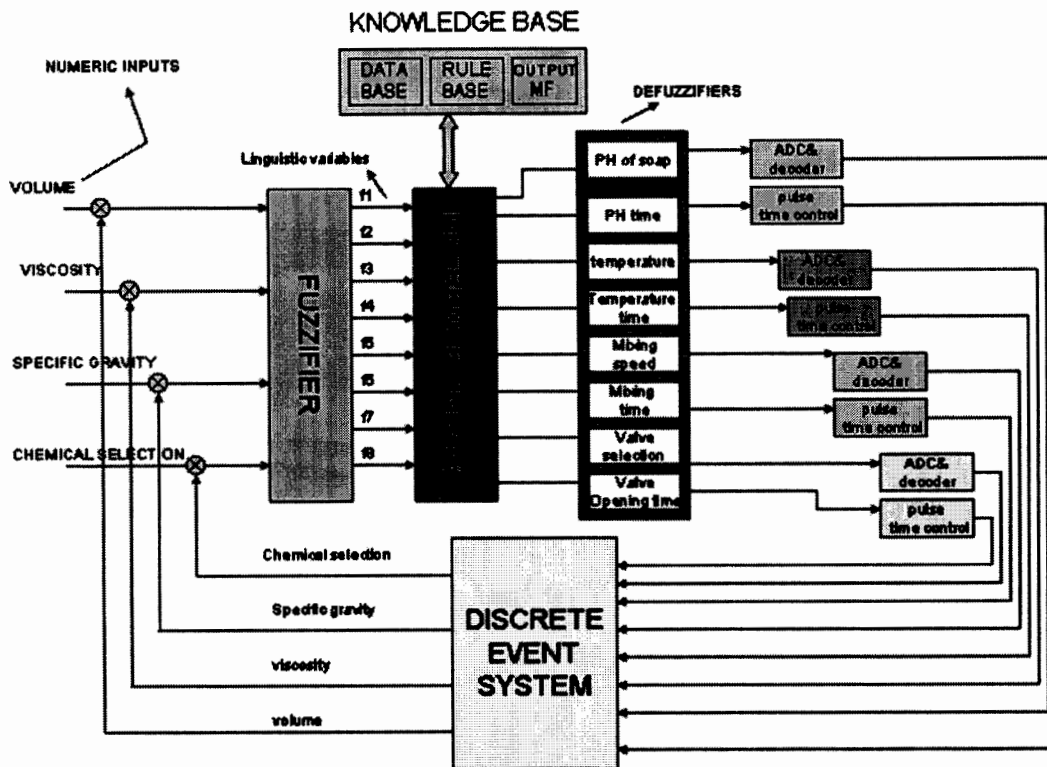 KNOWLEDGE BASE
DATA
BASE
RULE
BASE
OUTPUT
MF
NUMERIC INPUTS
DEFUZZIFIERS
Linguistic variables
VOLUME
VISCOSITY
SPECIFIC GRAVITY
CHEMICAL SELECTION
FUZZIFIER
f1
f2
f3
f4
f5
f6
f7
f8
PH of soap
PH time
temperature
Temperature
time
Mixing
speed
Mixing
time
Valve
selection
Valve
Opening time
ADC&
decoder
pulse
time control
ADC&
decoder
pulse
time control
ADC&
decoder
pulse
time control
ADC&
decoder
pulse
time control
Chemical selection
Specific gravity
viscosity
volume
DISCRETE
EVENT
SYSTEM